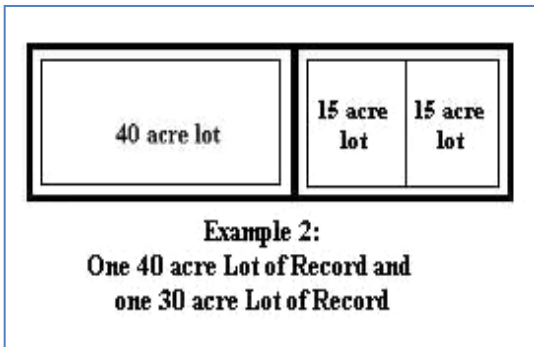 40 acre lot
15 acre
lot
15 acre
lot
Example 2:
One 40 acre Lot of Record and
one 30 acre Lot of Record